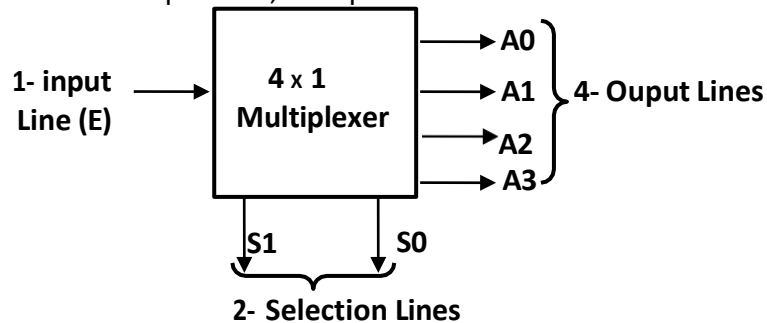 A0
1- input
Line (E)
4 x 1
Multiplexer
A1
4- Ouput Lines
A2
A3
S1
S0
2- Selection Lines